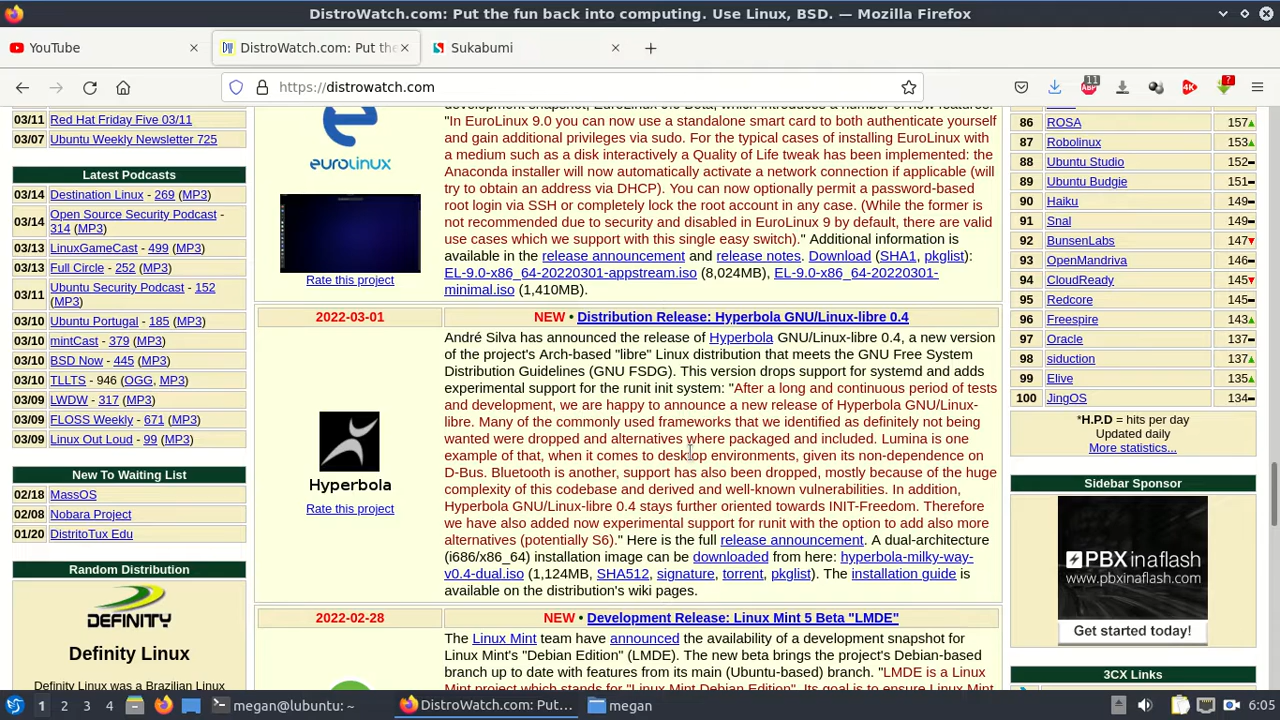 DistroWatch.com: Put the fun back into computing. Use Linux, BSD. — Mozilla Firefox
YouTube
DistroWatch.com: Put the
Sukabumi
https://distrowatch.com
11
ABP
4K
?
03/11 Red Hat Friday Five 03/11
03/07 Ubuntu Weekly Newsletter 725
Latest Podcasts
03/14 Destination Linux - 269 (MP3)
03/14 Open Source Security Podcast -
314 (MP3)
03/13 LinuxGameCast - 499 (MP3)
03/13 Full Circle - 252 (MP3)
03/11 Ubuntu Security Podcast - 152
(MP3)
03/10 Ubuntu Portugal - 185 (MP3)
03/10 mintCast - 379 (MP3)
03/10 BSD Now - 445 (MP3)
03/10 TLLTS - 946 (OGG, MP3)
03/09 LWDW - 317 (MP3)
03/09 FLOSS Weekly - 671 (MP3)
03/09 Linux Out Loud - 99 (MP3)
New To Waiting List
02/18 MassOS
02/08 Nobara Project
01/20 DistritoTux Edu
Random Distribution
DEFINITY
Definity Linux
Definity Linux was a Brazilian Linux
eurolinux
Rate this project
development snapshot, EuroLinux 9.0 Beta, which introduces a number of new features:
"In EuroLinux 9.0 you can now use a standalone smart card to both authenticate yourself
and gain additional privileges via sudo. For the typical cases of installing EuroLinux with
a medium such as a disk interactively a Quality of Life tweak has been implemented: the
Anaconda installer will now automatically activate a network connection if applicable (will
try to obtain an address via DHCP). You can now optionally permit a password-based
root login via SSH or completely lock the root account in any case. (While the former is
not recommended due to security and disabled in EuroLinux 9 by default, there are valid
use cases which we support with this single easy switch)." Additional information is
available in the release announcement and release notes. Download (SHA1, pkglist):
EL-9.0-x86_64-20220301-appstream.iso (8,024MB), EL-9.0-x86_64-20220301-
minimal.iso (1,410MB).
2022-03-01
NEW • Distribution Release: Hyperbola GNU/Linux-libre 0.4
Hyperbola
Rate this project
André Silva has announced the release of Hyperbola GNU/Linux-libre 0.4, a new version
of the project's Arch-based "libre" Linux distribution that meets the GNU Free System
Distribution Guidelines (GNU FSDG). This version drops support for systemd and adds
experimental support for the runit init system: "After a long and continuous period of tests
and development, we are happy to announce a new release of Hyperbola GNU/Linux-
libre. Many of the commonly used frameworks that we identified as definitely not being
wanted were dropped and alternatives where packaged and included. Lumina is one
example of that, when it comes to desktop environments, given its non-dependence on
D-Bus. Bluetooth is another, support has also been dropped, mostly because of the huge
complexity of this codebase and derived and well-known vulnerabilities. In addition,
Hyperbola GNU/Linux-libre 0.4 stays further oriented towards INIT-Freedom. Therefore
we have also added now experimental support for runit with the option to add also more
alternatives (potentially S6)." Here is the full release announcement. A dual-architecture
(i686/x86_64) installation image can be downloaded from here: hyperbola-milky-way-
v0.4-dual.iso (1,124MB, SHA512, signature, torrent, pkglist). The installation guide is
available on the distribution's wiki pages.
2022-02-28
NEW • Development Release: Linux Mint 5 Beta "LMDE"
The Linux Mint team have announced the availability of a development snapshot for
Linux Mint's "Debian Edition" (LMDE). The new beta brings the project's Debian-based
branch up to date with features from its main (Ubuntu-based) branch. "LMDE is a Linux
Mint project which stands for "Linux Mint Debian Edition". Its goal is to ensure Linux Mint
86 ROSA 157
87 Robolinux 153
88 Ubuntu Studio 152
89 Ubuntu Budgie 151
90 Haiku 149
91 Snal 149
92 BunsenLabs 147
93 OpenMandriva 146
94 CloudReady 145
95 Redcore 145
96 Freespire 143
97 Oracle 137
98 siduction 137
99 Elive 135
100 JingOS 134
*H.P.D = hits per day
Updated daily
More statistics...
Sidebar Sponsor
PBX inaflash
www.pbxinaflash.com
Get started today!
3CX Links
1 2 3 4
megan@lubuntu: ~
DistroWatch.com: Put...
megan
6:05